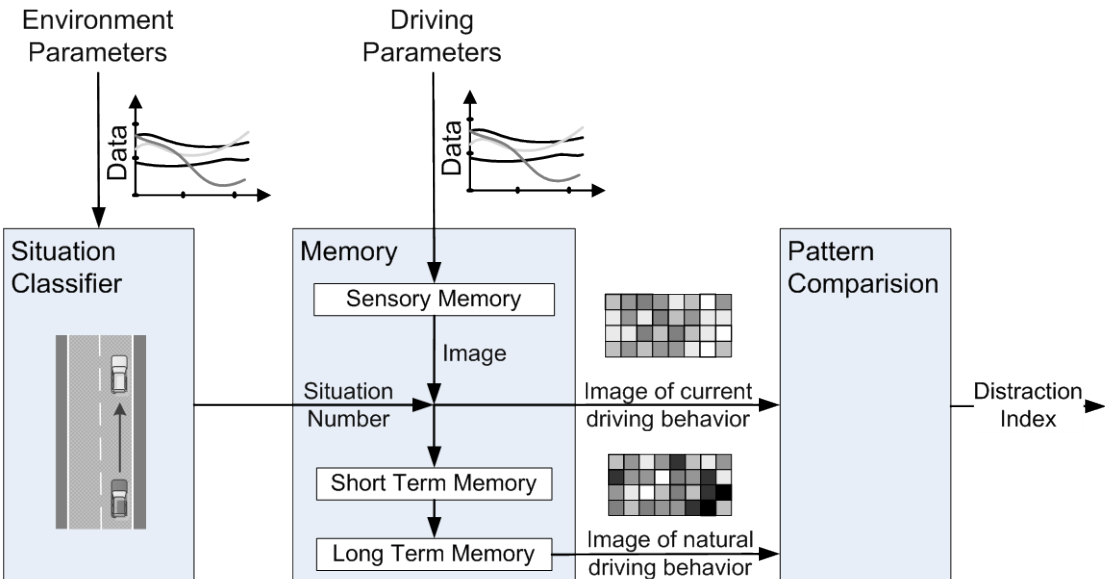 Environment
Parameters
Driving
Parameters
Data
Data
Situation
Classifier
Memory
Pattern
Comparision
Sensory Memory
Image
Situation
Number
Image of current
driving behavior
Distraction
Index
Short Term Memory
Long Term Memory
Image of natural
driving behavior